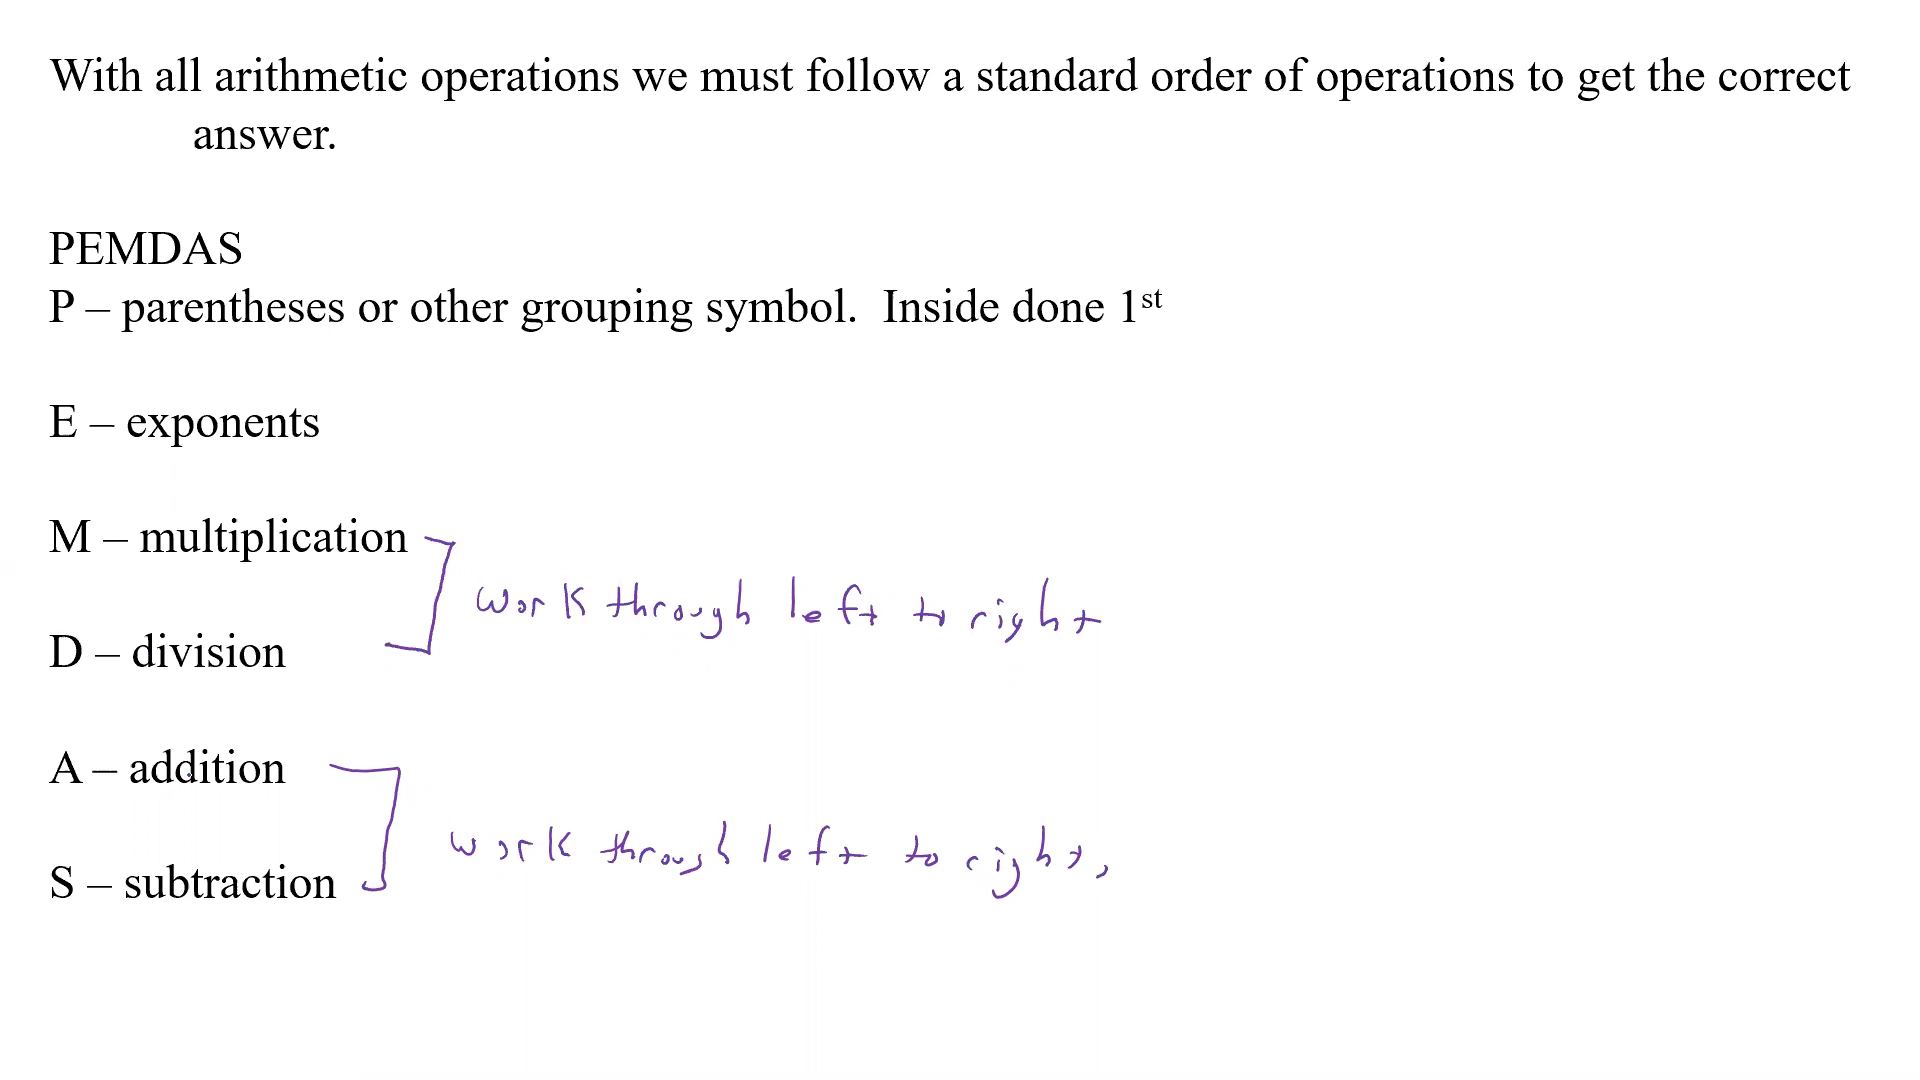 With all arithmetic operations we must follow a standard order of operations to get the correct
answer.
PEMDAS
P – parentheses or other grouping symbol. Inside done 1st
E – exponents
M – multiplication
work through left to right
D – division
A – addition
work through left to right,
S – subtraction